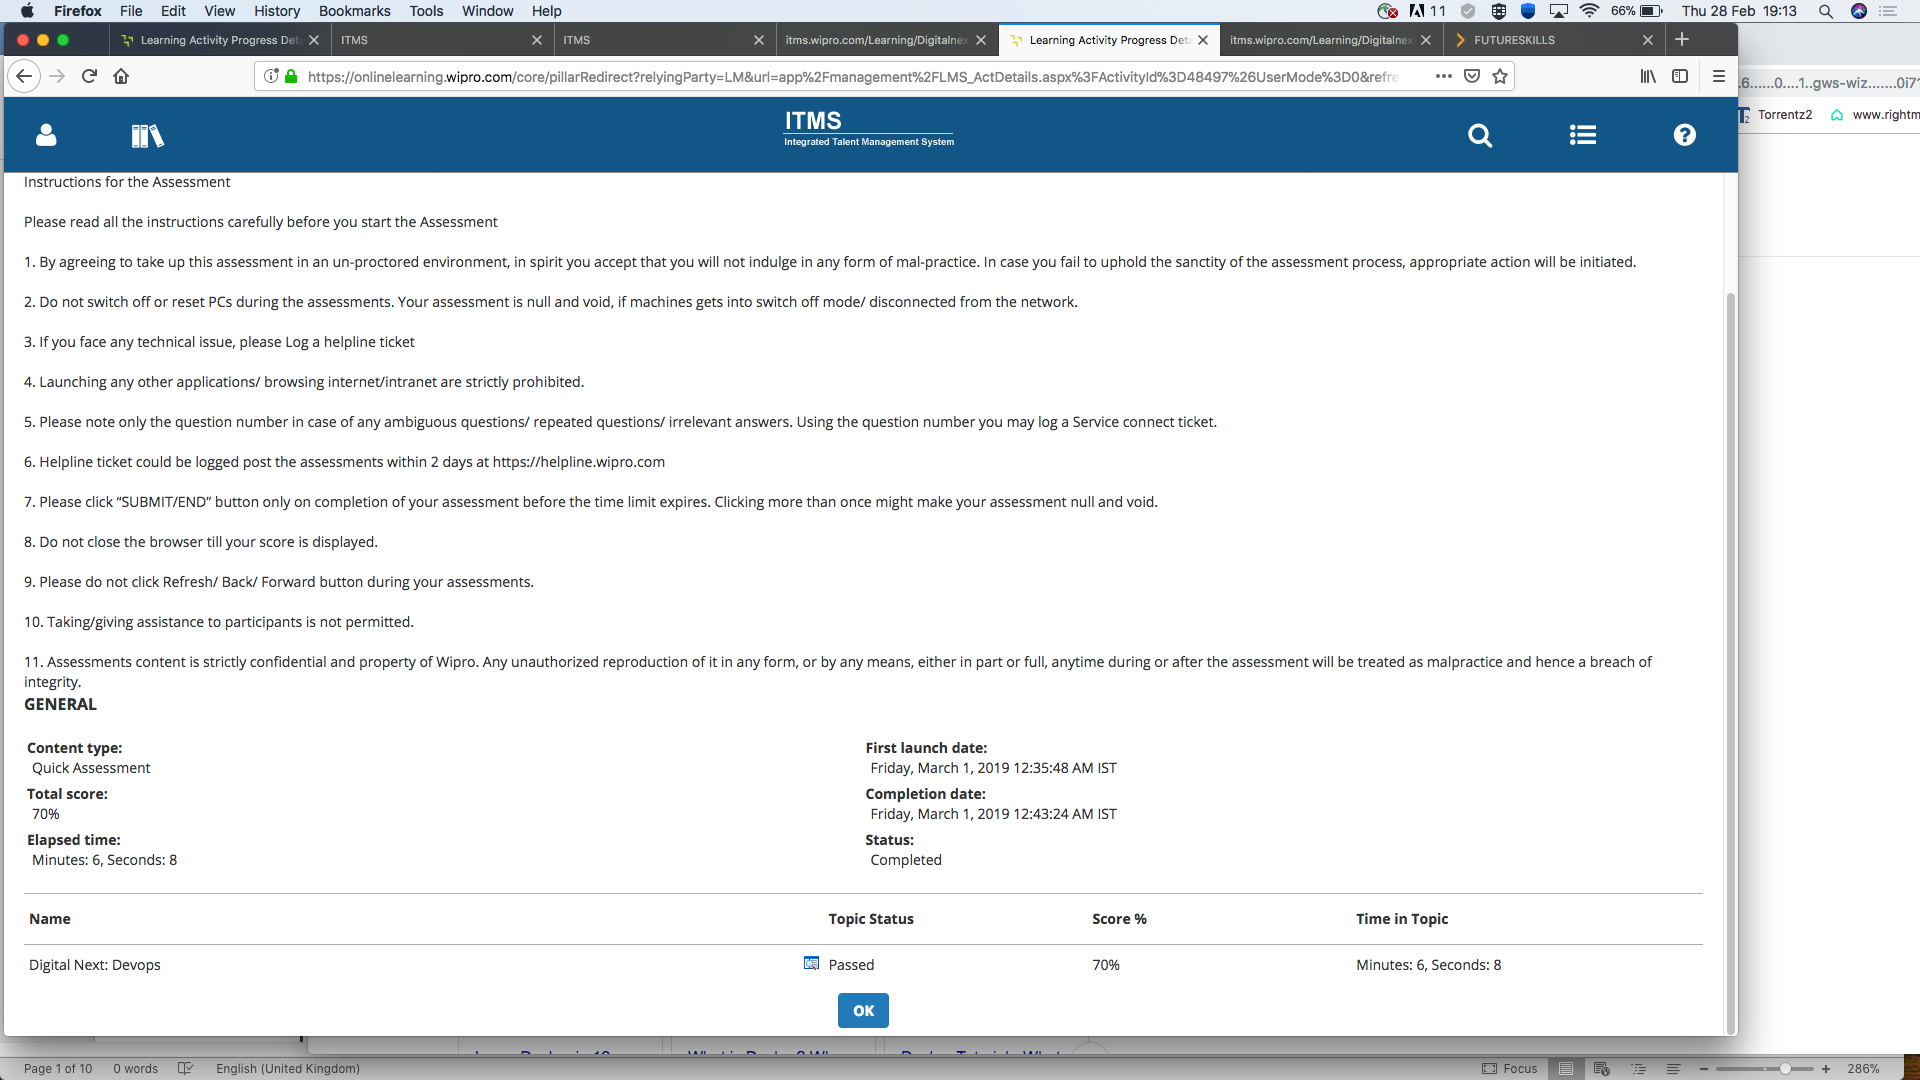 Firefox File Edit View History Bookmarks Tools Window Help 11 66% Thu 28 Feb 19:13
Learning Activity Progress Deta ITMS ITMS itms.wipro.com/Learning/Digitalnex Learning Activity Progress Deta itms.wipro.com/Learning/Digitalnex FUTURESKILLS
https://onlinelearning.wipro.com/core/pillarRedirect?relyingParty=LM&url=app%2Fmanagement%2FLMS_ActDetails.aspx%3FActivityId%3D48497%26UserMode%3D0&refre
.6......0....1..gws-wiz.......0i71
Torrentz2 www.rightm
ITMS
Integrated Talent Management System
Instructions for the Assessment
Please read all the instructions carefully before you start the Assessment
1. By agreeing to take up this assessment in an un-proctored environment, in spirit you accept that you will not indulge in any form of mal-practice. In case you fail to uphold the sanctity of the assessment process, appropriate action will be initiated.
2. Do not switch off or reset PCs during the assessments. Your assessment is null and void, if machines gets into switch off mode/ disconnected from the network.
3. If you face any technical issue, please Log a helpline ticket
4. Launching any other applications/ browsing internet/intranet are strictly prohibited.
5. Please note only the question number in case of any ambiguous questions/ repeated questions/ irrelevant answers. Using the question number you may log a Service connect ticket.
6. Helpline ticket could be logged post the assessments within 2 days at https://helpline.wipro.com
7. Please click “SUBMIT/END” button only on completion of your assessment before the time limit expires. Clicking more than once might make your assessment null and void.
8. Do not close the browser till your score is displayed.
9. Please do not click Refresh/ Back/ Forward button during your assessments.
10. Taking/giving assistance to participants is not permitted.
11. Assessments content is strictly confidential and property of Wipro. Any unauthorized reproduction of it in any form, or by any means, either in part or full, anytime during or after the assessment will be treated as malpractice and hence a breach of
integrity.
GENERAL
Content type: First launch date:
Quick Assessment Friday, March 1, 2019 12:35:48 AM IST
Total score: Completion date:
70% Friday, March 1, 2019 12:43:24 AM IST
Elapsed time: Status:
Minutes: 6, Seconds: 8 Completed
Name Topic Status Score % Time in Topic
Digital Next: Devops Passed 70% Minutes: 6, Seconds: 8
OK
Page 1 of 10 0 words English (United Kingdom) Focus 286%